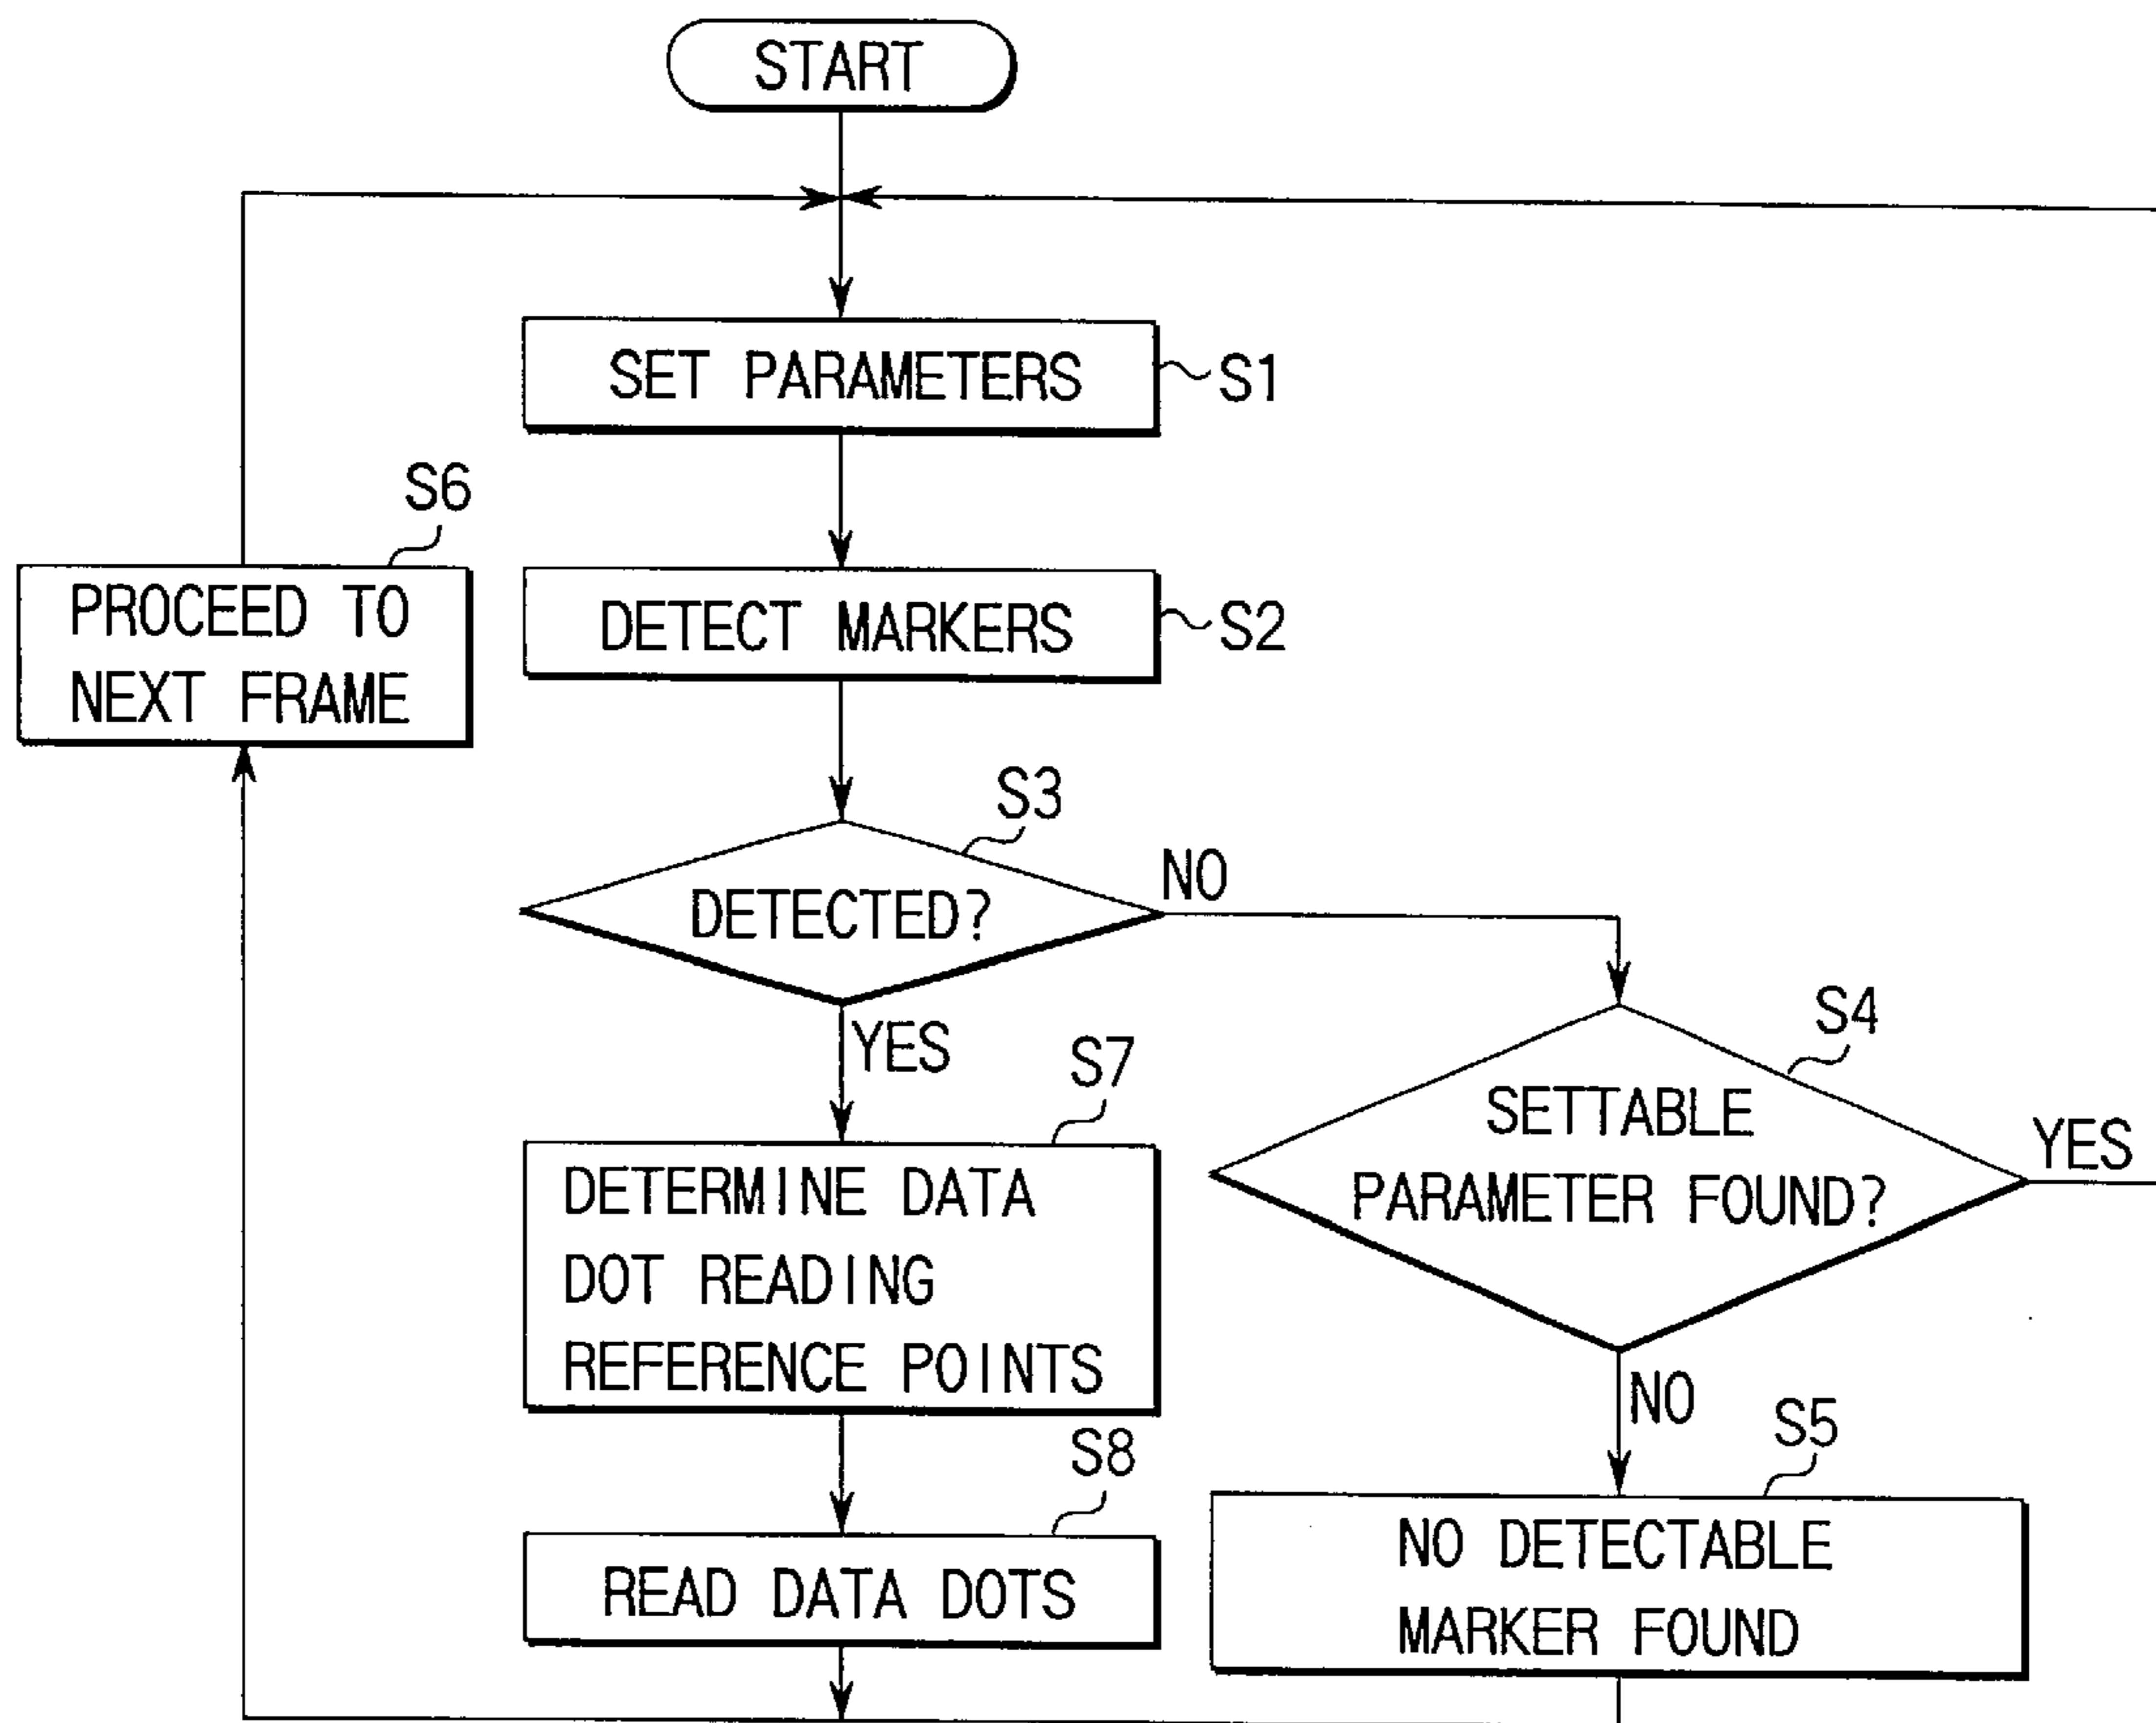 START
SET PARAMETERS
S1
S6
PROCEED TO
NEXT FRAME
DETECT MARKERS
S2
S3
DETECTED?
NO
YES
S4
SETTABLE
PARAMETER FOUND?
YES
NO
S7
DETERMINE DATA
DOT READING
REFERENCE POINTS
S5
NO DETECTABLE
MARKER FOUND
S8
READ DATA DOTS